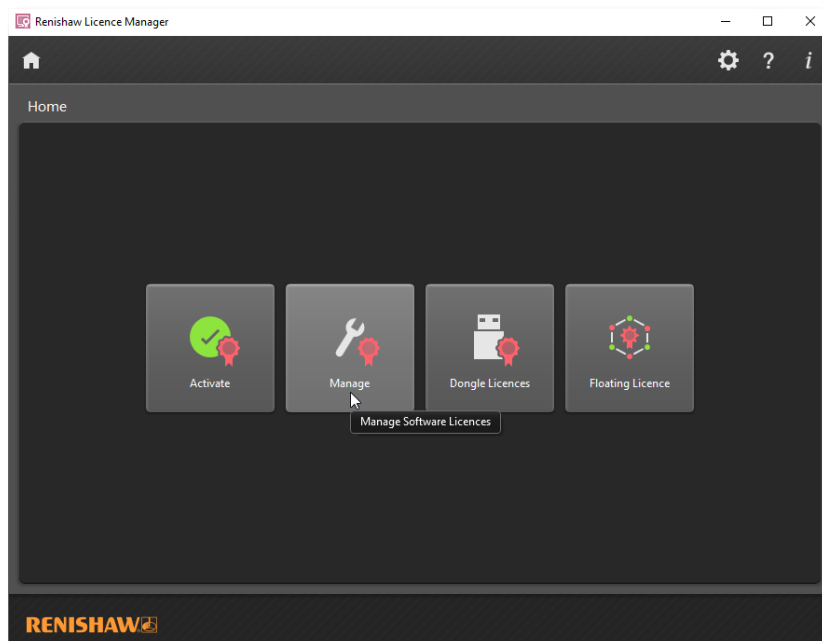 Renishaw Licence Manager
? i
Home
Activate
Manage
Dongle Licences
Floating Licence
Manage Software Licences
RENISHAW